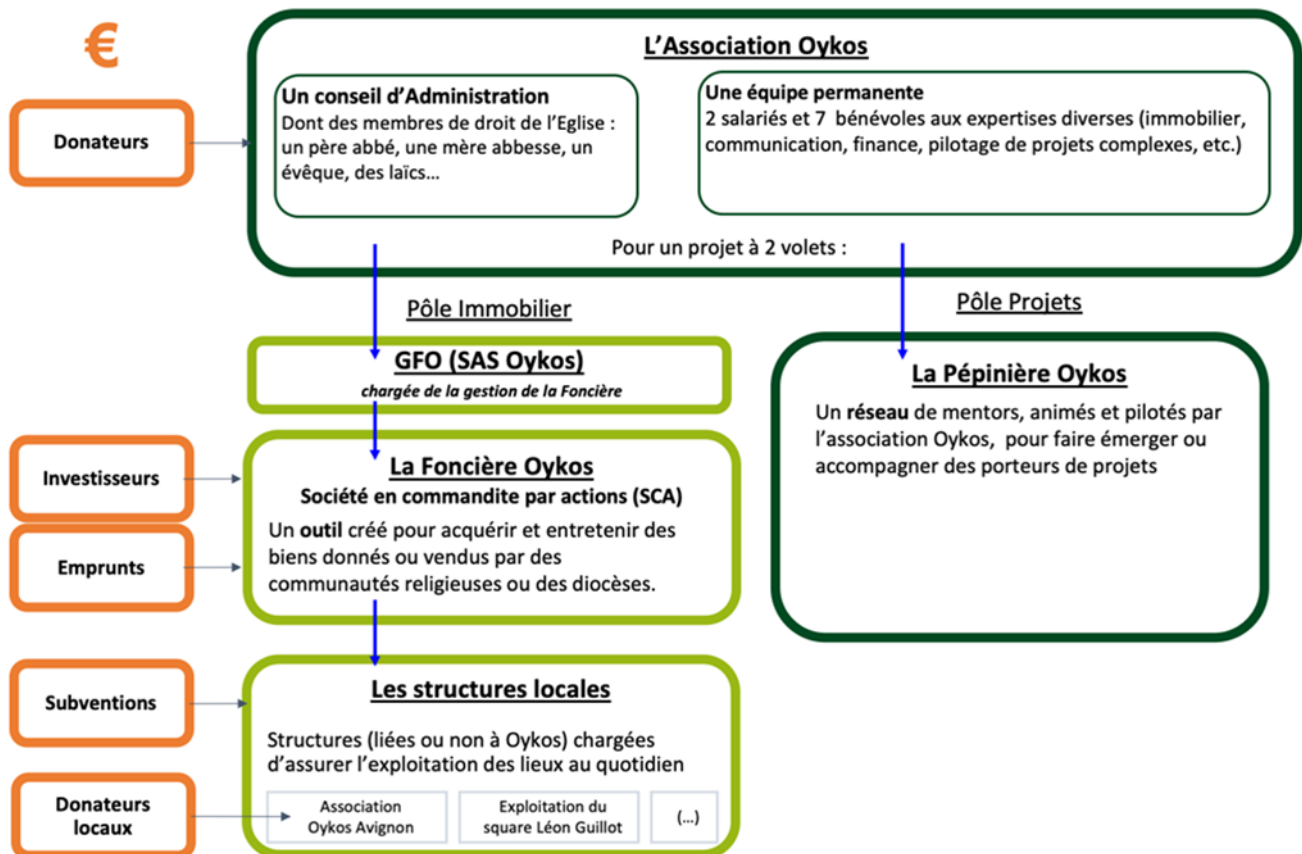 €
L'Association Oykos
Donateurs
Un conseil d'Administration
Dont des membres de droit de l'Eglise :
un père abbé, une mère abbesse, un
évêque, des laïcs…
Une équipe permanente
2 salariés et 7 bénévoles aux expertises diverses (immobilier,
communication, finance, pilotage de projets complexes, etc.)
Pour un projet à 2 volets :
Pôle Immobilier
Pôle Projets
GFO (SAS Oykos)
chargée de la gestion de la Foncière
La Pépinière Oykos
Un réseau de mentors, animés et pilotés par
l'association Oykos, pour faire émerger ou
accompagner des porteurs de projets
Investisseurs
Emprunts
La Foncière Oykos
Société en commandite par actions (SCA)
Un outil créé pour acquérir et entretenir des
biens donnés ou vendus par des
communautés religieuses ou des diocèses.
Subventions
Les structures locales
Structures (liées ou non à Oykos) chargées
d'assurer l'exploitation des lieux au quotidien
Donateurs
locaux
Association
Oykos Avignon
Exploitation du
square Léon Guillot
(…)